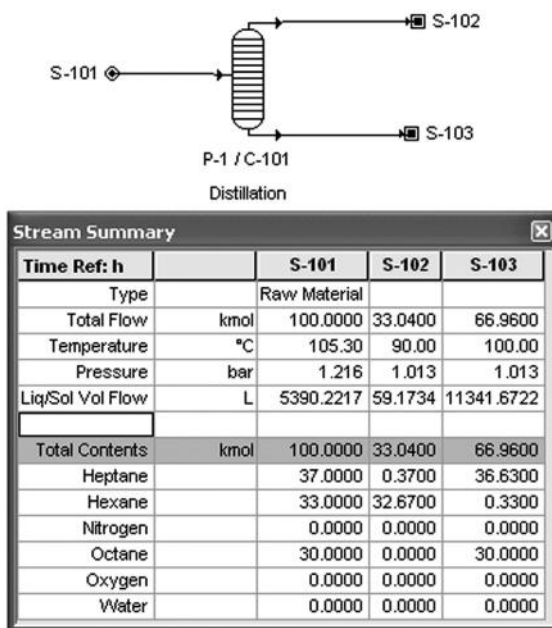 S-102
S-101
S-103
P-1 / C-101
Distillation
Stream Summary
Time Ref: h S-101 S-102 S-103
Type Raw Material
Total Flow kmol 100.0000 33.0400 66.9600
Temperature °C 105.30 90.00 100.00
Pressure bar 1.216 1.013 1.013
Liq/Sol Vol Flow L 5390.2217 59.1734 11341.6722
Total Contents kmol 100.0000 33.0400 66.9600
Heptane 37.0000 0.3700 36.6300
Hexane 33.0000 32.6700 0.3300
Nitrogen 0.0000 0.0000 0.0000
Octane 30.0000 0.0000 30.0000
Oxygen 0.0000 0.0000 0.0000
Water 0.0000 0.0000 0.0000